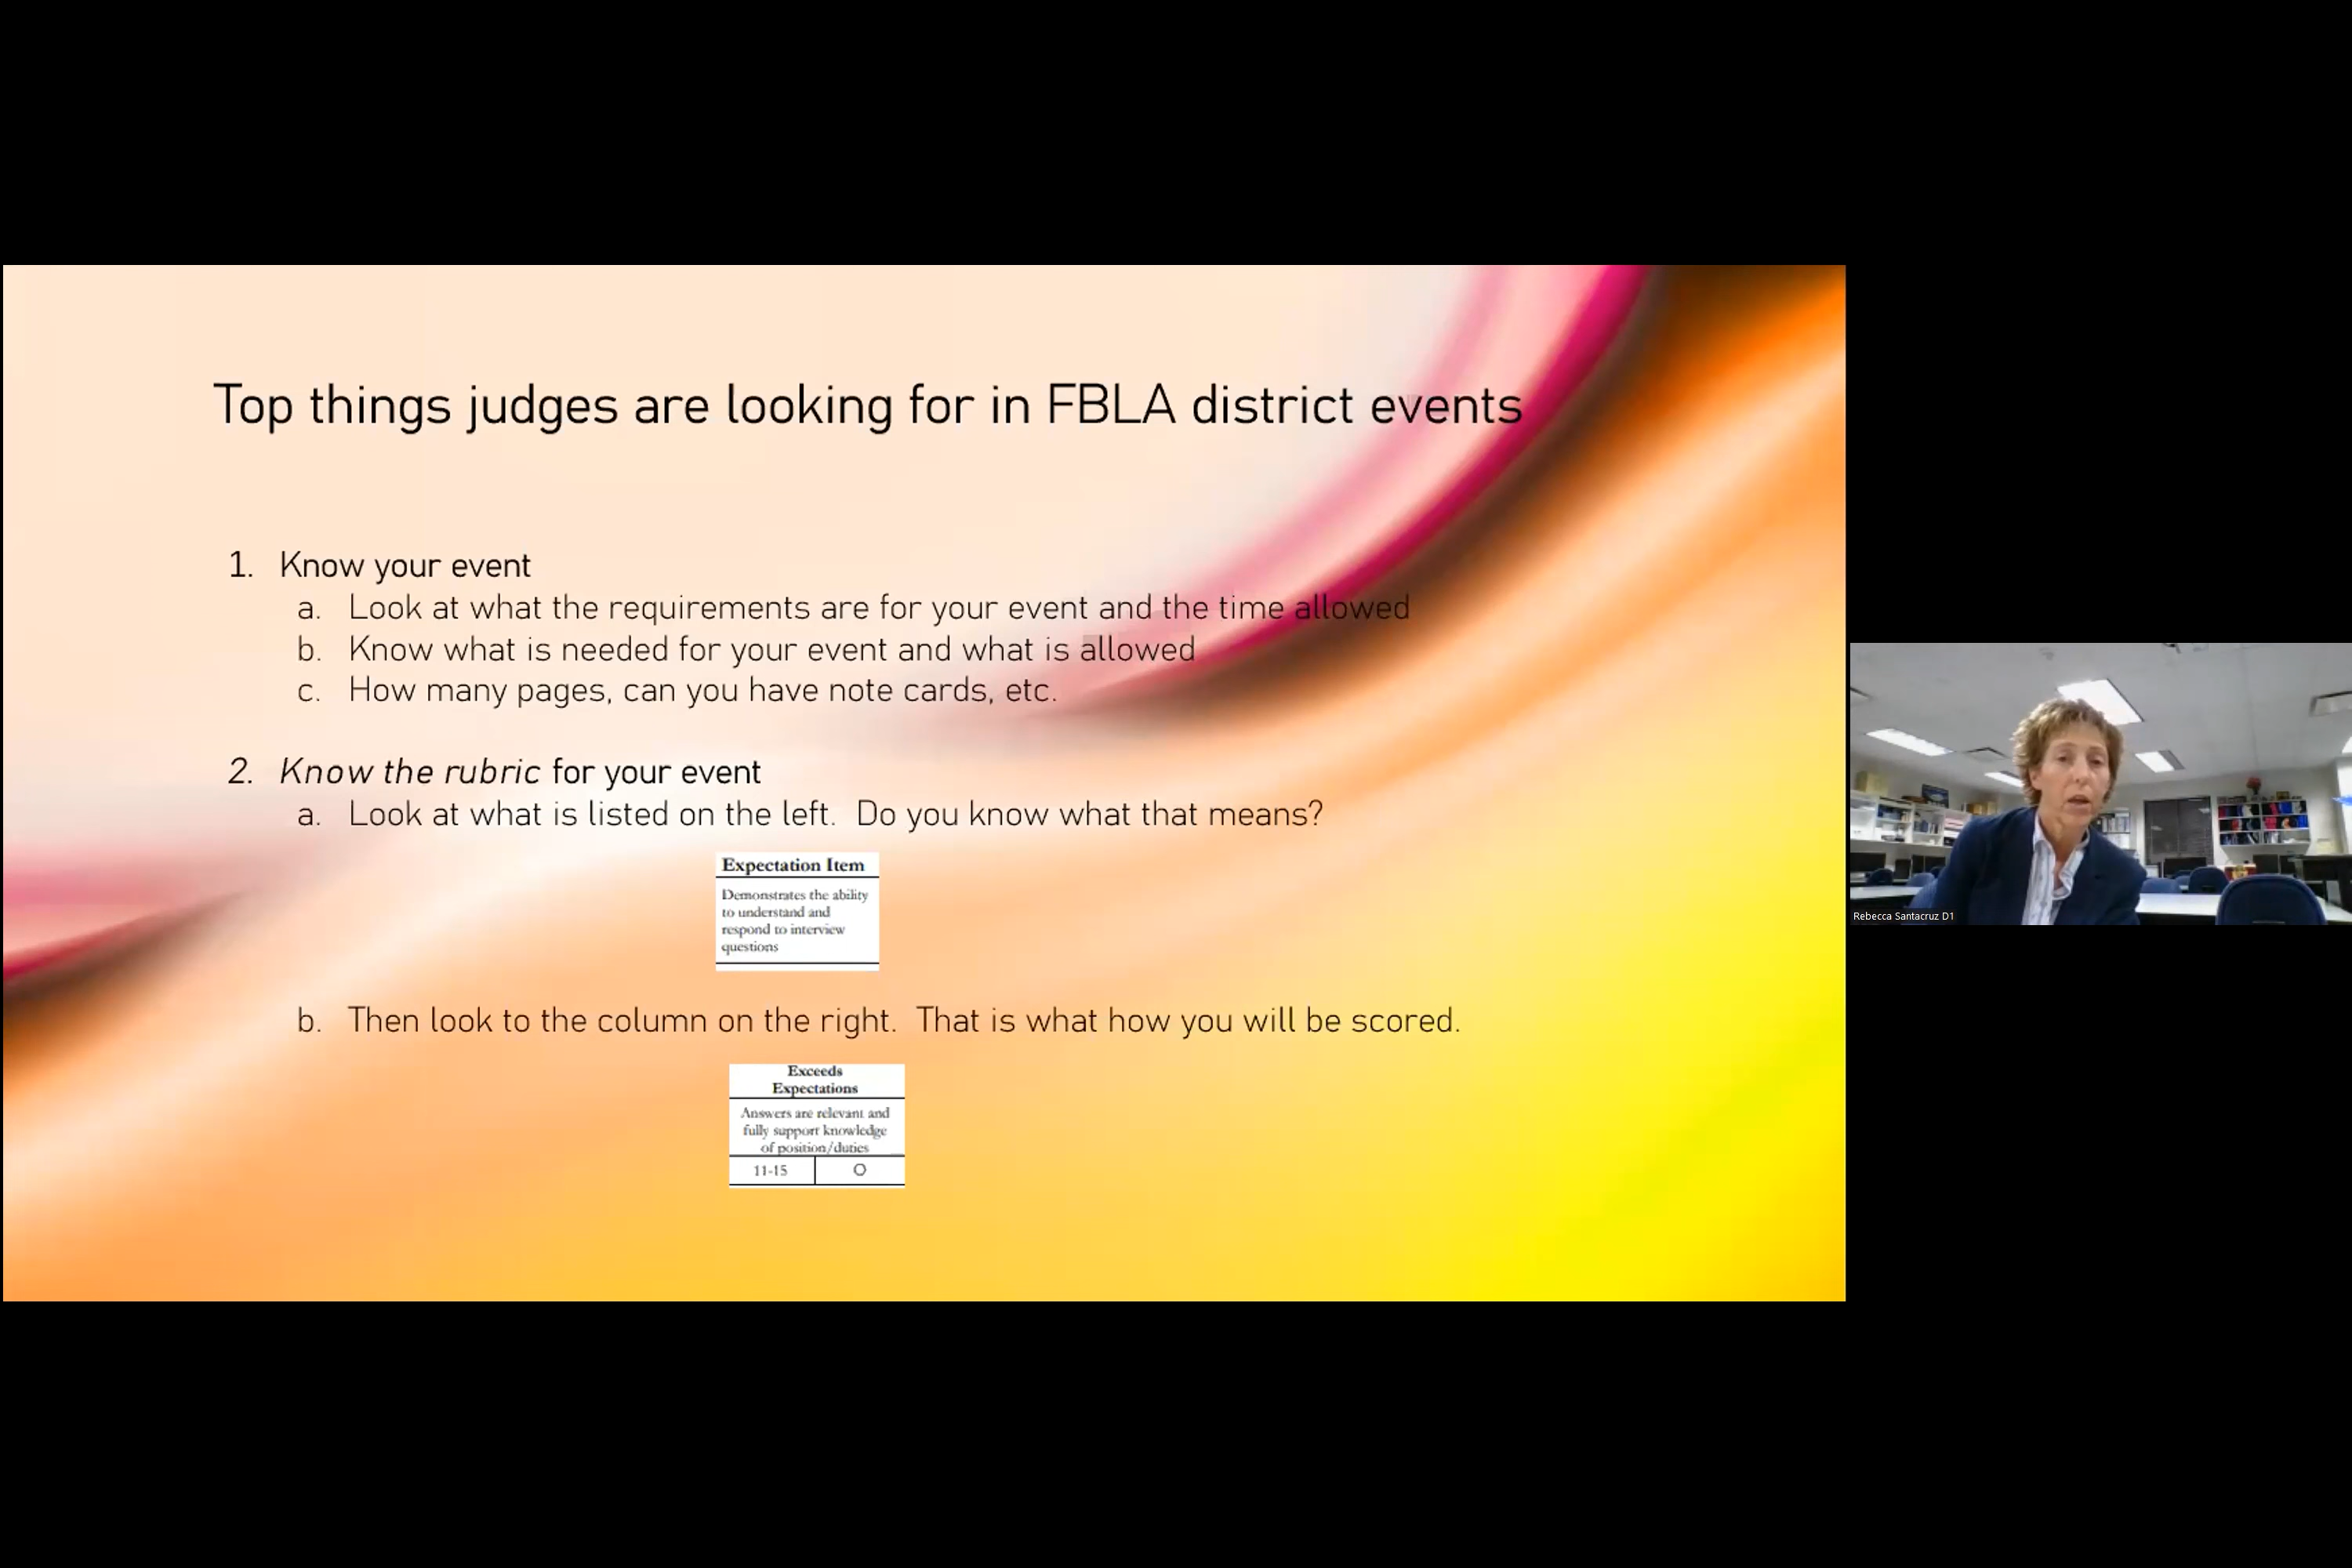 Top things judges are looking for in FBLA district events
1. Know your event
a. Look at what the requirements are for your event and the time allowed
b. Know what is needed for your event and what is allowed
c. How many pages, can you have note cards, etc.
2. Know the rubric for your event
a. Look at what is listed on the left. Do you know what that means?
Expectation Item
Demonstrates the ability
to understand and
respond to interview
questions
b. Then look to the column on the right. That is what how you will be scored.
Exceeds
Expectations
Answers are relevant and
fully support knowledge
of position/duties
11-15
Rebecca Santacruz D1